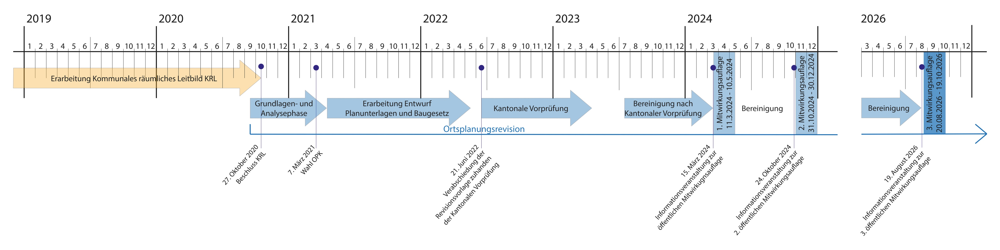 2019
2020
2021
2022
2023
2024
2026
1 2 3 4 5 6 7 8 9 10 11 12 1 2 3 4 5 6 7 8 9 10 11 12 1 2 3 4 5 6 7 8 9 10 11 12 1 2 3 4 5 6 7 8 9 10 11 12 1 2 3 4 5 6 7 8 9 10 11 12 1 2 3 4 5 6 7 8 9 10 11 12
3 4 5 6 7 8 9 10 11 12
Erarbeitung Kommunales räumliches Leitbild KRL
Grundlagen- und
Analysephase
Erarbeitung Entwurf
Planunterlagen und Baugesetz
Kantonale Vorprüfung
Bereinigung nach
Kantonaler Vorprüfung
1. Mitwirkungsauflage
11.3.2024 - 10.5.2024
Bereinigung
2. Mitwirkungsauflage
31.10.2024 - 30.12.2024
Bereinigung
3. Mitwirkungsauflage
20.08.2026 - 19.10.2026
Ortsplanungsrevision
27. Oktober 2020
Beschluss KRL
7. März 2021
Wahl OPK
21. Juni 2022
Verabschiedung der
Revisionsvorlage zuhanden
der Kantonalen Vorprüfung
15. März 2024
Informationsveranstaltung zur
öffentlichen Mitwirkugnsauflage
24. Oktober 2024
Informationsveranstaltung zur
2. öffentlichen Mitwirkungsauflage
19. August 2026
Informationsveranstaltung zur
3. öffentlichen Mitwirkungsauflage